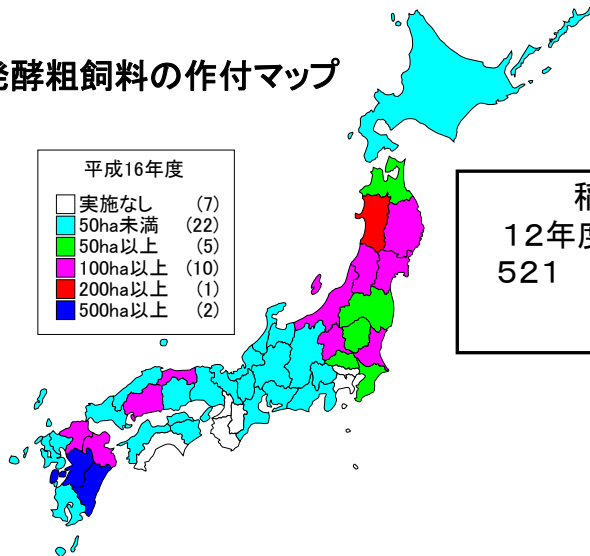 発酵粗飼料の作付マップ
平成16年度
実施なし (7)
50ha未満 (22)
50ha以上 (5)
100ha以上 (10)
200ha以上 (1)
500ha以上 (2)
稲
12年度
521